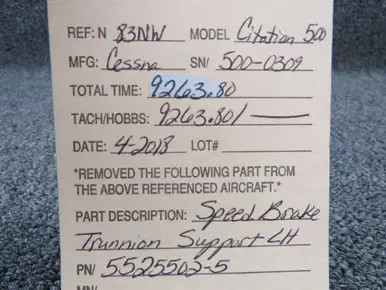 REF: N 83NW MODEL Citation 500
MFG: Cessna SN/ 500-0309
TOTAL TIME: 9263.80
TACH/HOBBS: 9263.80/ —
DATE: 4-2018 LOT#
*REMOVED THE FOLLOWING PART FROM
THE ABOVE REFERENCED AIRCRAFT.*
PART DESCRIPTION: Speed Brake
Trunnion Support LH
PN/ 5525502-5